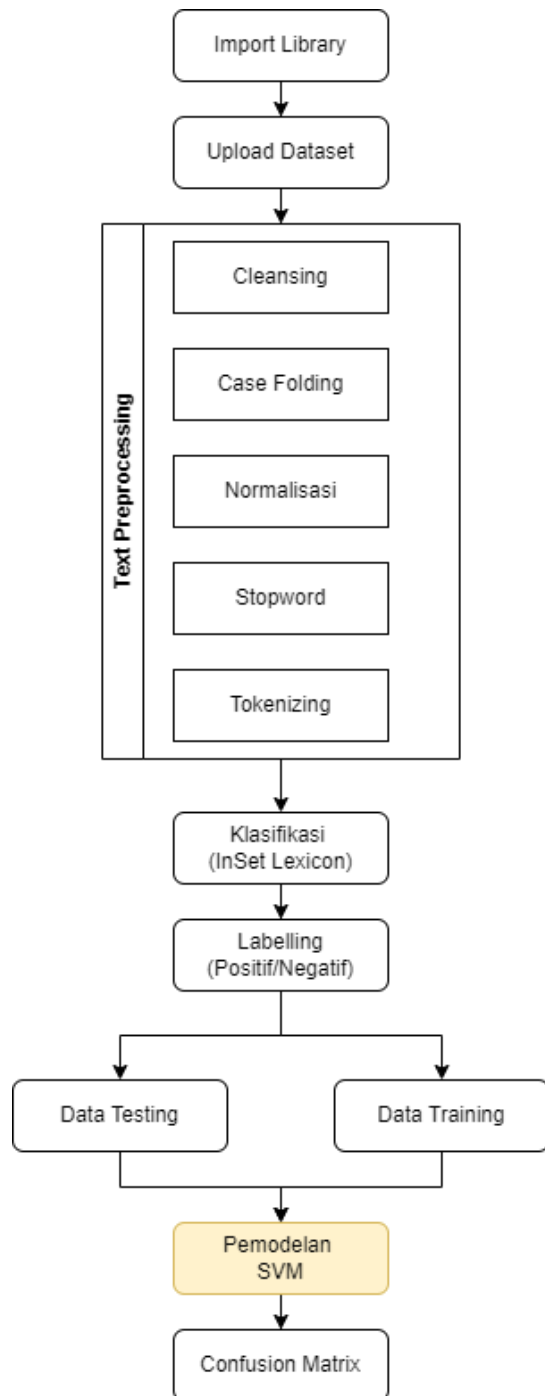 Import Library
Upload Dataset
Text Preprocessing
Cleansing
Case Folding
Normalisasi
Stopword
Tokenizing
Klasifikasi
(InSet Lexicon)
Labelling
(Positif/Negatif)
Data Testing
Data Training
Pemodelan
SVM
Confusion Matrix